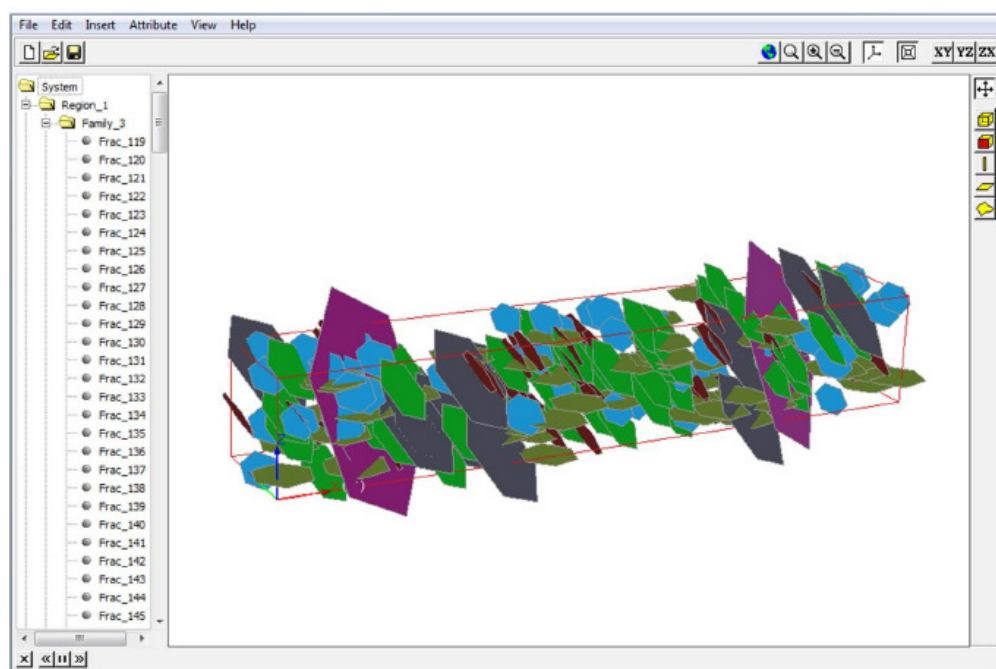 File Edit Insert Attribute View Help
XY YZ ZX
System
Region_1
Family_3
Frac_119
Frac_120
Frac_121
Frac_122
Frac_123
Frac_124
Frac_125
Frac_126
Frac_127
Frac_128
Frac_129
Frac_130
Frac_131
Frac_132
Frac_133
Frac_134
Frac_135
Frac_136
Frac_137
Frac_138
Frac_139
Frac_140
Frac_141
Frac_142
Frac_143
Frac_144
Frac_145